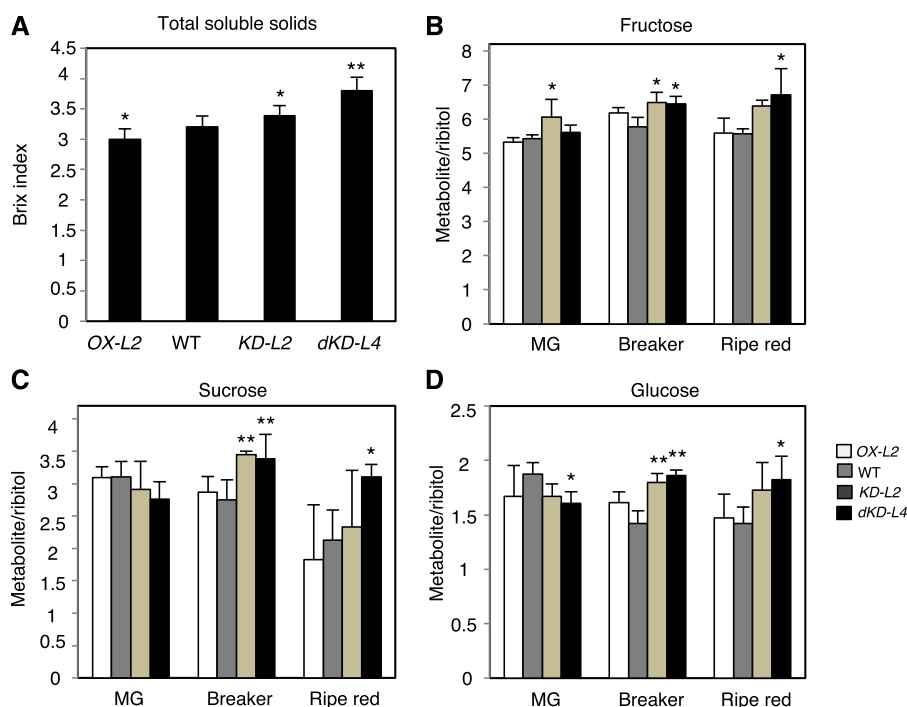 A
Total soluble solids
Brix index
4.5
4
3.5
3
2.5
2
1.5
1
0.5
0
*
*
**
OX-L2 WT KD-L2 dKD-L4
B
Fructose
Metabolite/ribitol
8
7
6
5
4
3
2
1
0
*
* *
*
MG Breaker Ripe red
C
Sucrose
Metabolite/ribitol
4
3.5
3
2.5
2
1.5
1
0.5
0
** **
*
MG Breaker Ripe red
D
Glucose
Metabolite/ribitol
2.5
2
1.5
1
0.5
0
*
** **
*
MG Breaker Ripe red
OX-L2
WT
KD-L2
dKD-L4